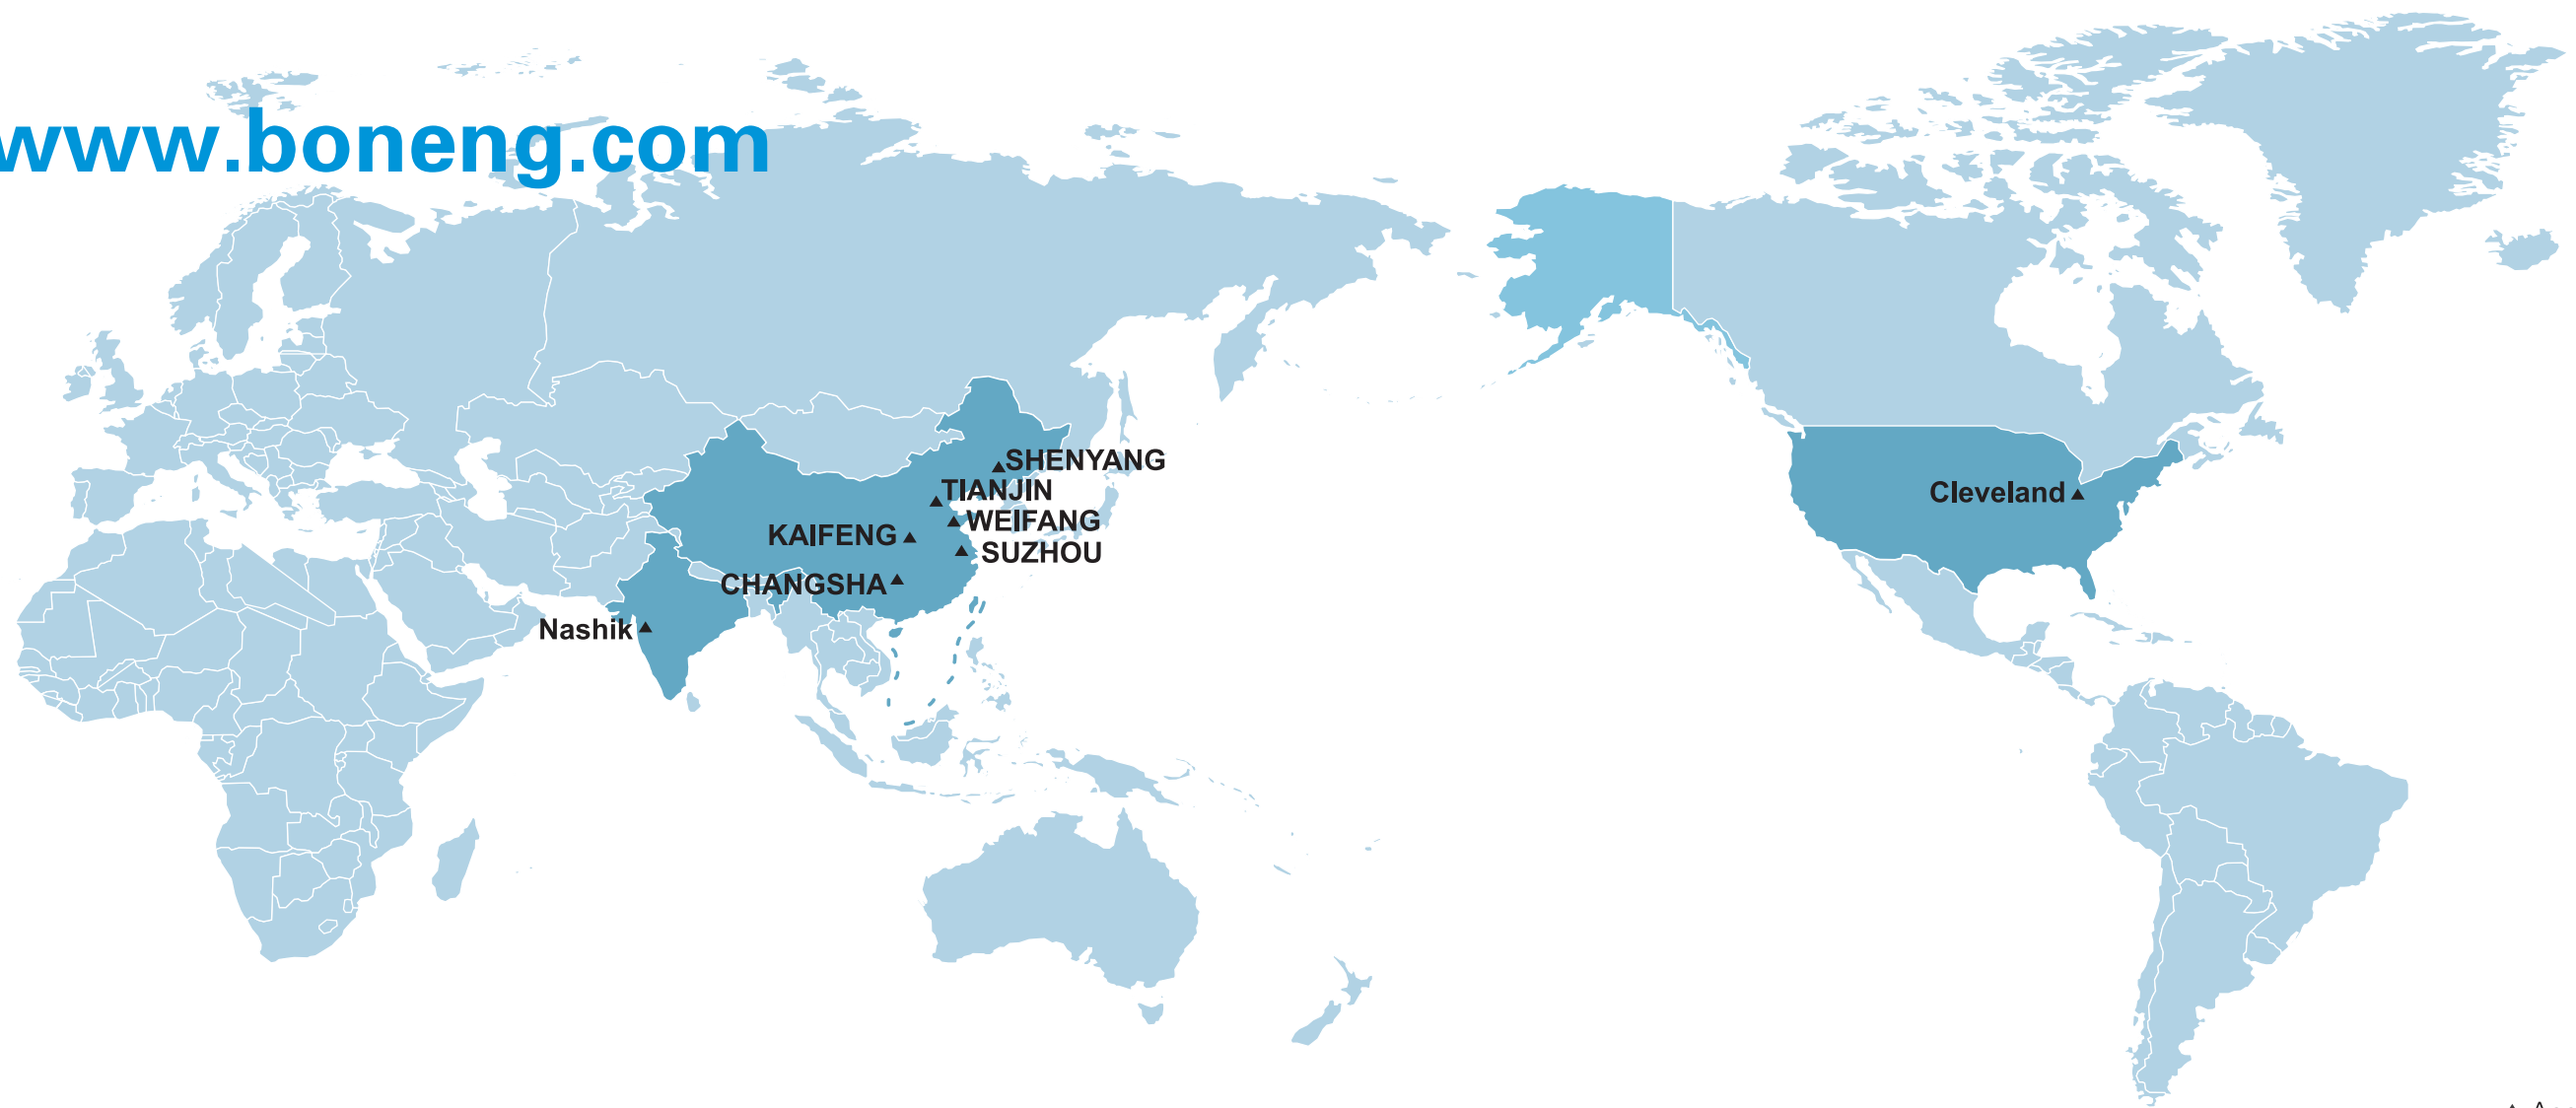 www.boneng.com
SHENYANG
TIANJIN
WEIFANG
KAIFENG
SUZHOU
CHANGSHA
Nashik
Cleveland